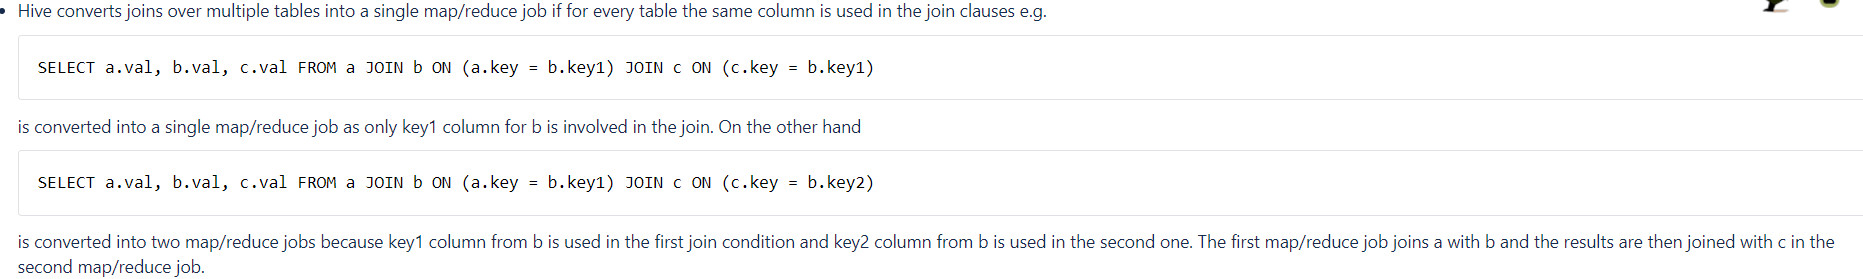 • Hive converts joins over multiple tables into a single map/reduce job if for every table the same column is used in the join clauses e.g.
SELECT a.val, b.val, c.val FROM a JOIN b ON (a.key = b.key1) JOIN c ON (c.key = b.key1)
is converted into a single map/reduce job as only key1 column for b is involved in the join. On the other hand
SELECT a.val, b.val, c.val FROM a JOIN b ON (a.key = b.key1) JOIN c ON (c.key = b.key2)
is converted into two map/reduce jobs because key1 column from b is used in the first join condition and key2 column from b is used in the second one. The first map/reduce job joins a with b and the results are then joined with c in the
second map/reduce job.